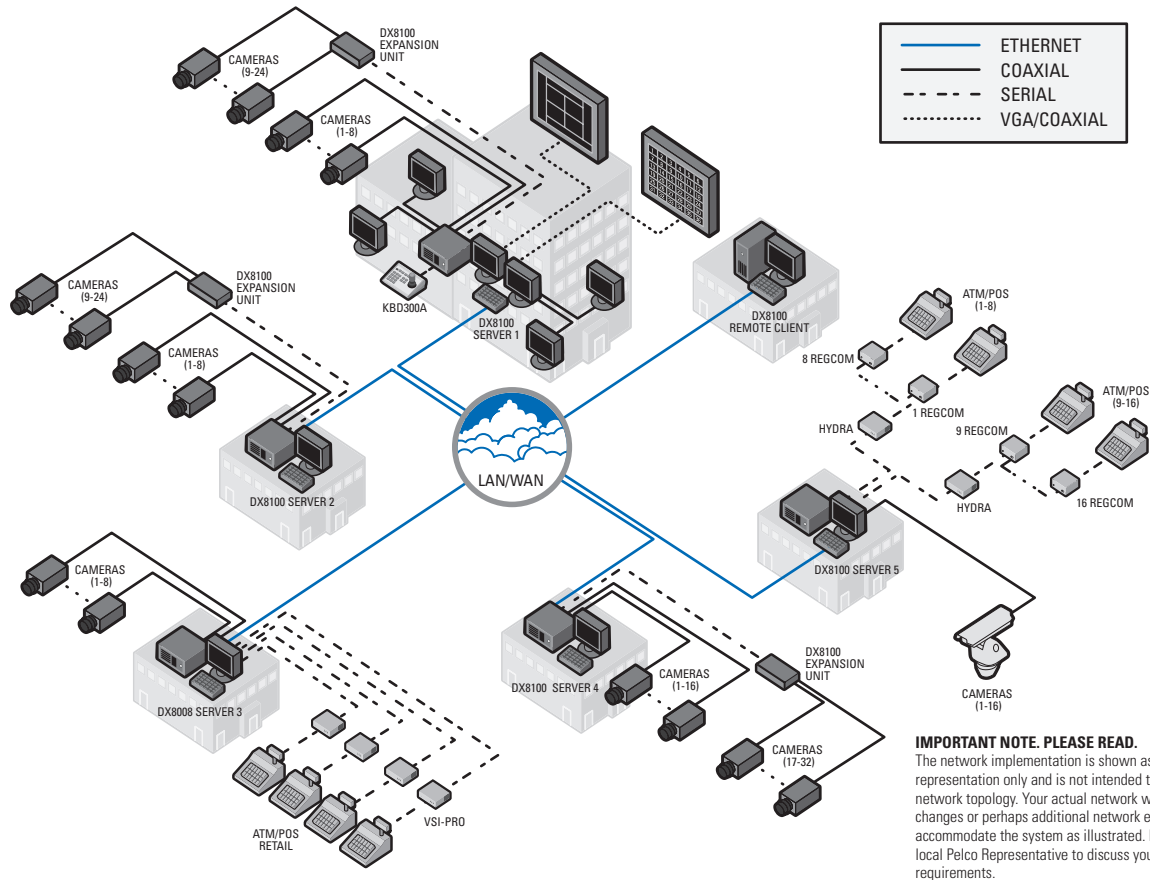 DX8100
EXPANSION
UNIT
CAMERAS
(9-24)
CAMERAS
(1-8)
ETHERNET
COAXIAL
SERIAL
VGA/COAXIAL
KBD300A
DX8100
SERVER 1
DX8100
REMOTE CLIENT
DX8100
EXPANSION
UNIT
CAMERAS
(9-24)
CAMERAS
(1-8)
DX8100 SERVER 2
LAN/WAN
ATM/POS
(1-8)
8 REGCOM
1 REGCOM
HYDRA
ATM/POS
(9-16)
9 REGCOM
16 REGCOM
HYDRA
DX8100 SERVER 5
CAMERAS
(1-16)
CAMERAS
(1-8)
DX8008 SERVER 3
ATM/POS
RETAIL
VSI-PRO
DX8100 SERVER 4
CAMERAS
(1-16)
DX8100
EXPANSION
UNIT
CAMERAS
(17-32)
IMPORTANT NOTE. PLEASE READ.
The network implementation is shown as
representation only and is not intended
network topology. Your actual network
changes or perhaps additional network
accommodate the system as illustrated.
local Pelco Representative to discuss
requirements.